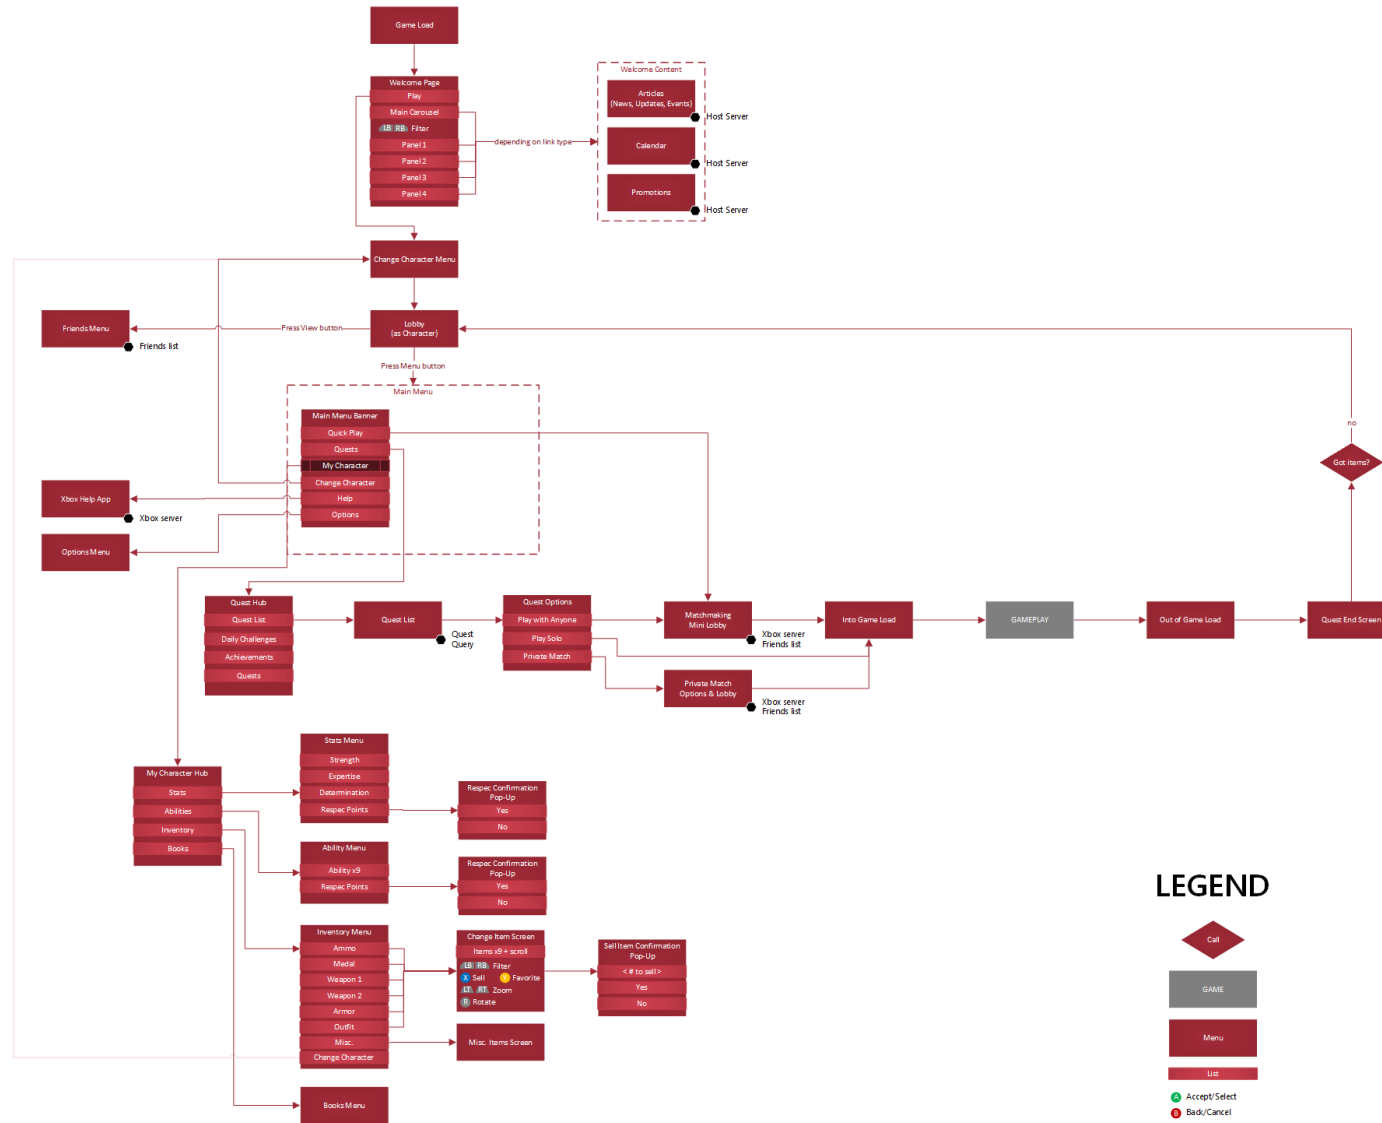 Game Load
Welcome Page
Play
Main Carousel
LB RB Filter
Panel 1
Panel 2
Panel 3
Panel 4
depending on link type
Welcome Content
Articles
(News, Updates, Events)
Host Server
Calendar
Host Server
Promotions
Host Server
Change Character Menu
Lobby
(as Character)
Press View button
Friends Menu
Friends list
Press Menu button
Main Menu
Main Menu Banner
Quick Play
Quests
My Character
Change Character
Help
Options
Xbox Help App
Xbox server
Options Menu
no
Got items?
Quest Hub
Quest List
Daily Challenges
Achievements
Quests
Quest List
Quest
Query
Quest Options
Play with Anyone
Play Solo
Private Match
Matchmaking
Mini Lobby
Xbox server
Friends list
Private Match
Options & Lobby
Xbox server
Friends list
Into Game Load
GAMEPLAY
Out of Game Load
Quest End Screen
My Character Hub
Stats
Abilities
Inventory
Books
Stats Menu
Strength
Expertise
Determination
Respec Points
Respec Confirmation
Pop-Up
Yes
No
Ability Menu
Ability x9
Respec Points
Respec Confirmation
Pop-Up
Yes
No
Inventory Menu
Ammo
Medal
Weapon 1
Weapon 2
Armor
Outfit
Misc.
Change Character
Change Item Screen
Items x9 + scroll
LB RB Filter
X Sell Y Favorite
LT RT Zoom
R Rotate
Sell Item Confirmation
Pop-Up
< # to sell >
Yes
No
Misc. Items Screen
Books Menu
LEGEND
Call
GAME
Menu
List
A Accept/Select
B Back/Cancel